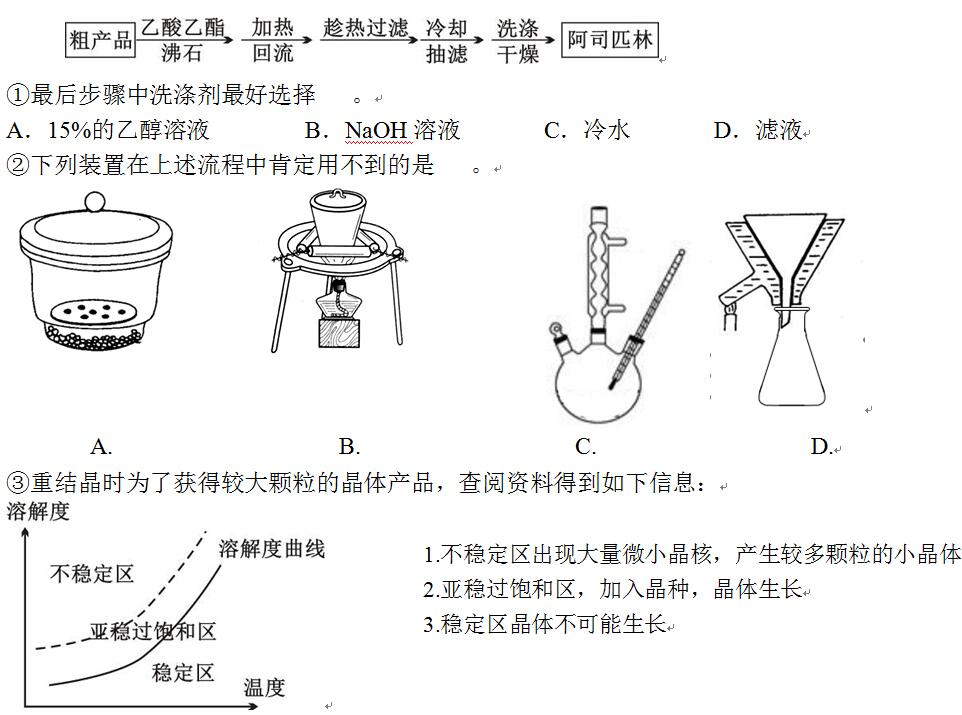 粗产品 乙酸乙酯 沸石 加热 回流 趁热过滤 冷却 抽滤 洗涤 干燥 阿司匹林
①最后步骤中洗涤剂最好选择 。
A．15%的乙醇溶液 B．NaOH 溶液 C．冷水 D．滤液
②下列装置在上述流程中肯定用不到的是 。
A. B. C. D.
③重结晶时为了获得较大颗粒的晶体产品，查阅资料得到如下信息：
溶解度
溶解度曲线
不稳定区
亚稳过饱和区
稳定区
温度
1.不稳定区出现大量微小晶核，产生较多颗粒的小晶体
2.亚稳过饱和区，加入晶种，晶体生长
3.稳定区晶体不可能生长